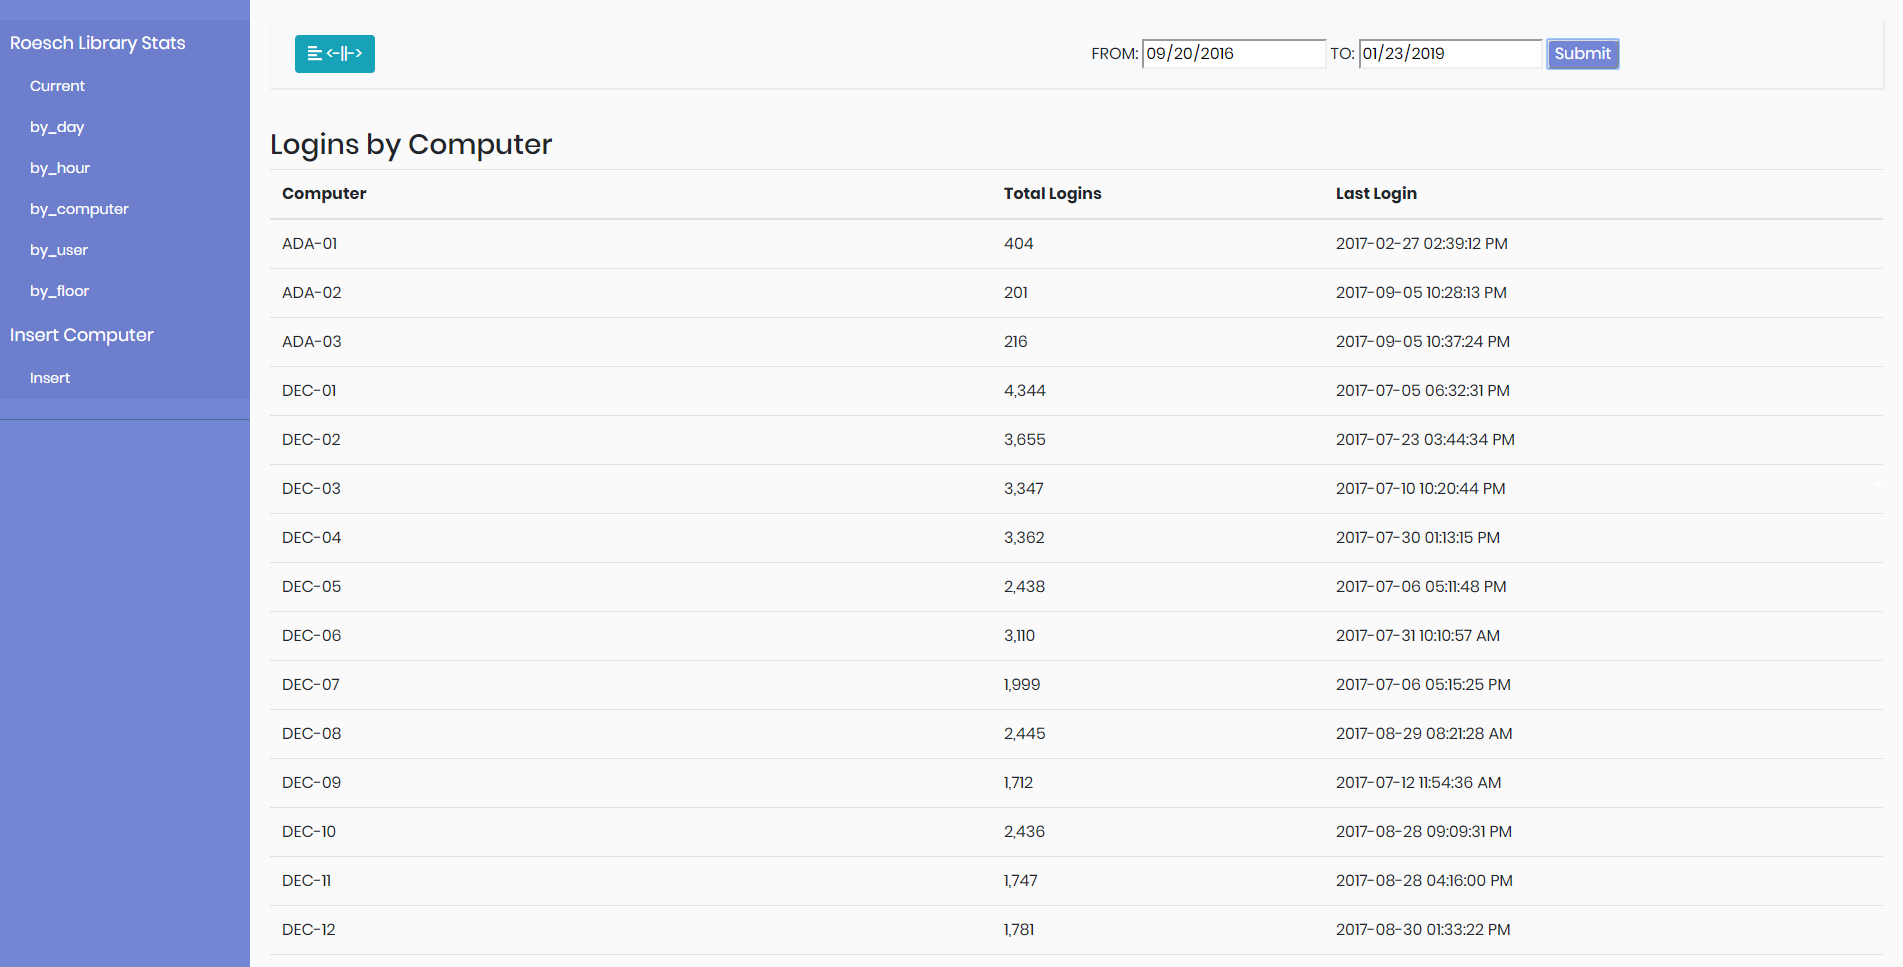 Roesch Library Stats
Current
by_day
by_hour
by_computer
by_user
by_floor
Insert Computer
Insert
<-||->
FROM: 09/20/2016 TO: 01/23/2019 Submit
Logins by Computer
Computer Total Logins Last Login
ADA-01 404 2017-02-27 02:39:12 PM
ADA-02 201 2017-09-05 10:28:13 PM
ADA-03 216 2017-09-05 10:37:24 PM
DEC-01 4,344 2017-07-05 06:32:31 PM
DEC-02 3,655 2017-07-23 03:44:34 PM
DEC-03 3,347 2017-07-10 10:20:44 PM
DEC-04 3,362 2017-07-30 01:13:15 PM
DEC-05 2,438 2017-07-06 05:11:48 PM
DEC-06 3,110 2017-07-31 10:10:57 AM
DEC-07 1,999 2017-07-06 05:15:25 PM
DEC-08 2,445 2017-08-29 08:21:28 AM
DEC-09 1,712 2017-07-12 11:54:36 AM
DEC-10 2,436 2017-08-28 09:09:31 PM
DEC-11 1,747 2017-08-28 04:16:00 PM
DEC-12 1,781 2017-08-30 01:33:22 PM